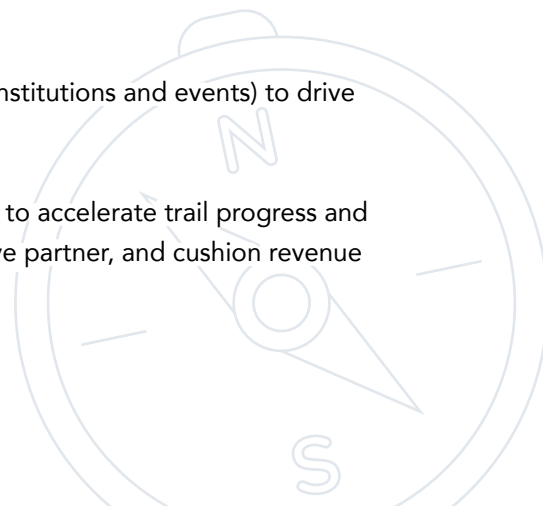 nstitutions and events) to drive
N
to accelerate trail progress and
ve partner, and cushion revenue
S